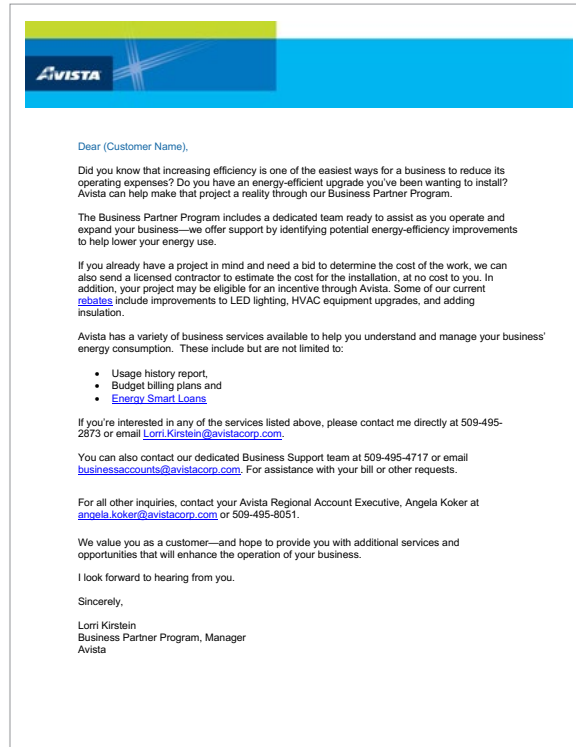 AVISTA
Dear (Customer Name),
Did you know that increasing efficiency is one of the easiest ways for a business to reduce its
operating expenses? Do you have an energy-efficient upgrade you’ve been wanting to install?
Avista can help make that project a reality through our Business Partner Program.
The Business Partner Program includes a dedicated team ready to assist as you operate and
expand your business—we offer support by identifying potential energy-efficiency improvements
to help lower your energy use.
If you already have a project in mind and need a bid to determine the cost of the work, we can
also send a licensed contractor to estimate the cost for the installation, at no cost to you. In
addition, your project may be eligible for an incentive through Avista. Some of our current
rebates include improvements to LED lighting, HVAC equipment upgrades, and adding
insulation.
Avista has a variety of business services available to help you understand and manage your business’
energy consumption.  These include but are not limited to:
• Usage history report,
• Budget billing plans and
• Energy Smart Loans
If you’re interested in any of the services listed above, please contact me directly at 509-495-
2873 or email Lorri.Kirstein@avistacorp.com.
You can also contact our dedicated Business Support team at 509-495-4717 or email
businessaccounts@avistacorp.com. For assistance with your bill or other requests.
For all other inquiries, contact your Avista Regional Account Executive, Angela Koker at
angela.koker@avistacorp.com or 509-495-8051.
We value you as a customer—and hope to provide you with additional services and
opportunities that will enhance the operation of your business.
I look forward to hearing from you.
Sincerely,
Lorri Kirstein
Business Partner Program, Manager
Avista